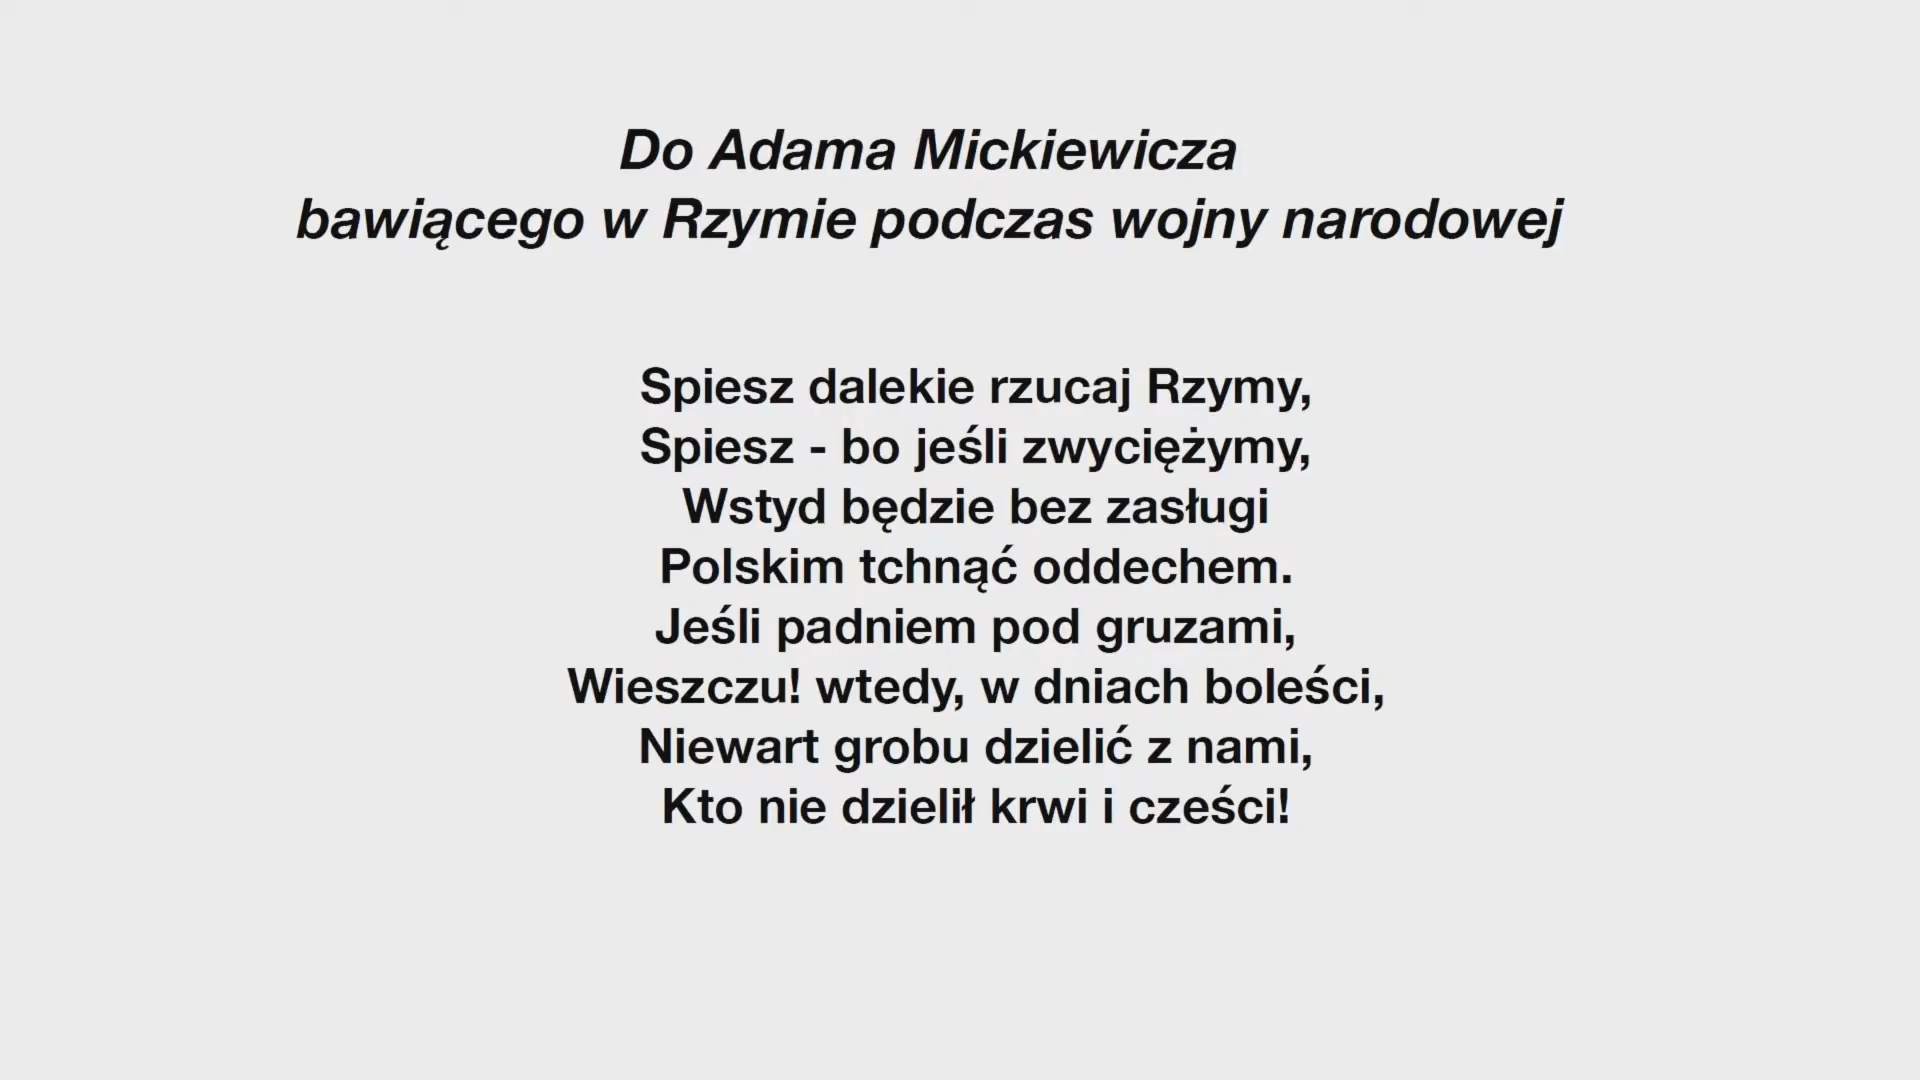 Do Adama Mickiewicza
bawiącego w Rzymie podczas wojny narodowej
Spiesz dalekie rzucaj Rzymy,
Spiesz - bo jeśli zwyciężymy,
Wstyd będzie bez zasługi
Polskim tchnąć oddechem.
Jeśli padniem pod gruzami,
Wieszczu! wtedy, w dniach boleści,
Niewart grobu dzielić z nami,
Kto nie dzielił krwi i cześci!